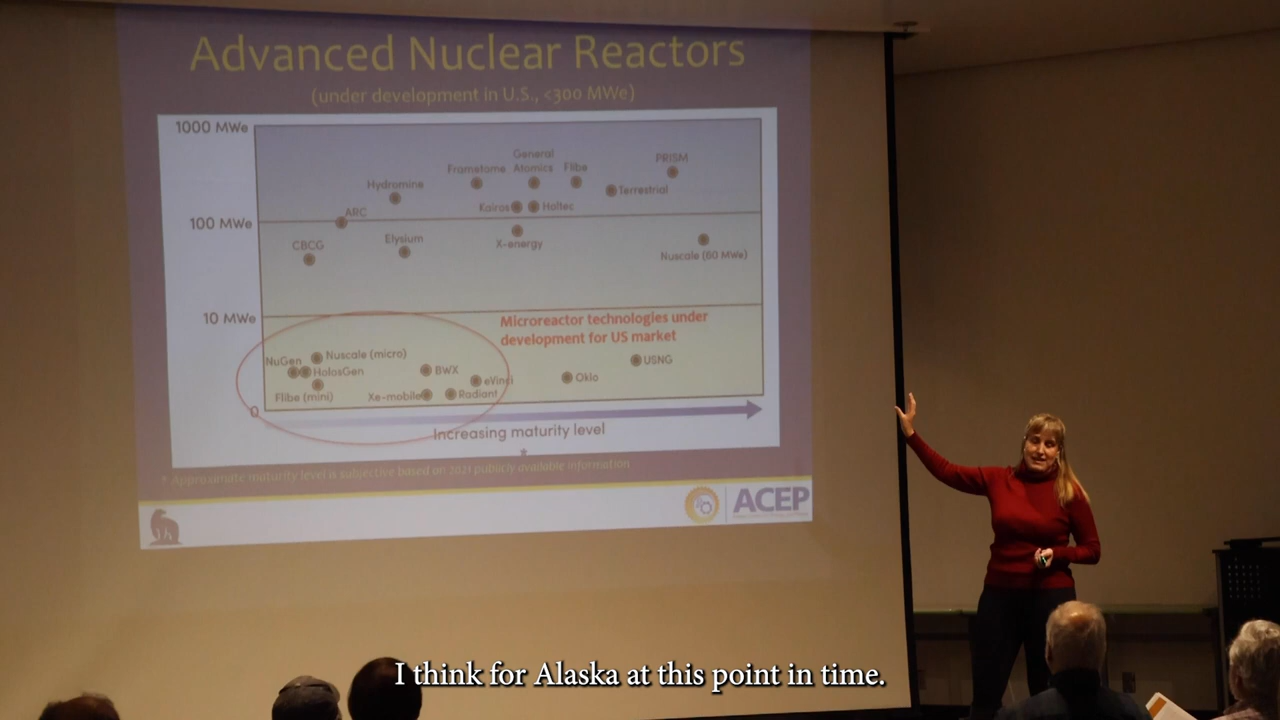 Advanced Nuclear Reactors
(under development in U.S., <300 MWe)
1000 MWe
General
Atomics
Framatome
Flibe
PRISM
Hydromine
Terrestrial
Kairos
Holtec
ARC
100 MWe
CBCG
Elysium
X-energy
Nuscale (60 MWe)
10 MWe
Microreactor technologies under
development for US market
NuGen
Nuscale (micro)
HolosGen
BWX
USNG
eVinci
Oklo
Flibe (mini)
Xe-mobile
Radiant
0
Increasing maturity level
*
* Approximate maturity level is subjective based on 2021 publicly available information
ACEP
I think for Alaska at this point in time.